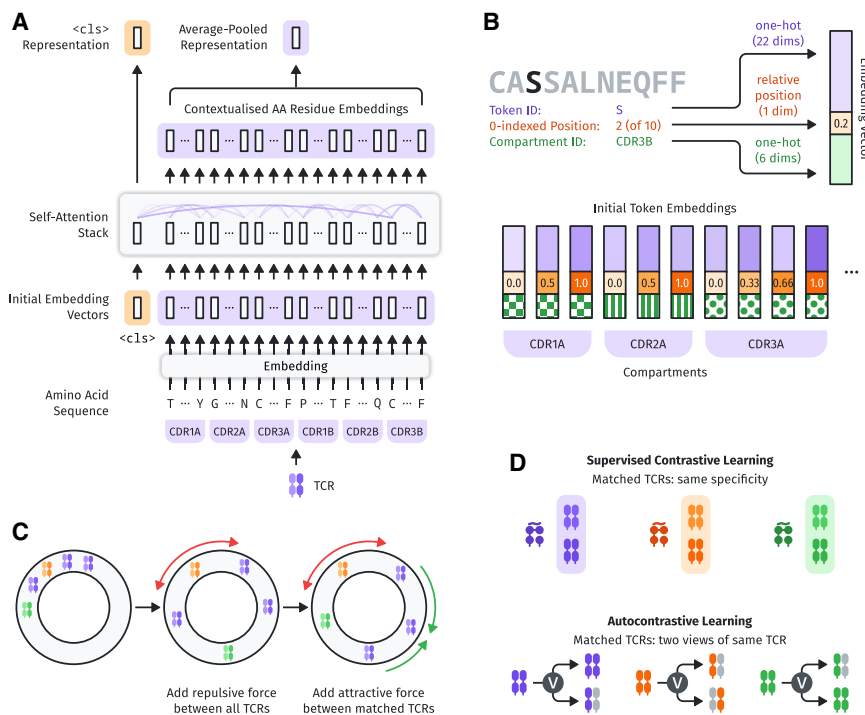 A
<cls>
Representation
Average-Pooled
Representation
Contextualised AA Residue Embeddings
Self-Attention
Stack
Initial Embedding
Vectors
<cls>
Embedding
Amino Acid
Sequence
T ··· Y G ··· N C ··· F P ··· T F ··· Q C ··· F
CDR1A CDR2A CDR3A CDR1B CDR2B CDR3B
TCR
B
CASSALNEQFF
Token ID: S
0-indexed Position: 2 (of 10)
Compartment ID: CDR3B
one-hot
(22 dims)
relative
position
(1 dim)
one-hot
(6 dims)
0.2
Embedding Vector
Initial Token Embeddings
0.0 0.5 1.0 0.0 0.5 1.0 0.0 0.33 0.66 1.0 ...
CDR1A CDR2A CDR3A
Compartments
C
Add repulsive force
between all TCRs
Add attractive force
between matched TCRs
D
Supervised Contrastive Learning
Matched TCRs: same specificity
Autocontrastive Learning
Matched TCRs: two views of same TCR
V V V